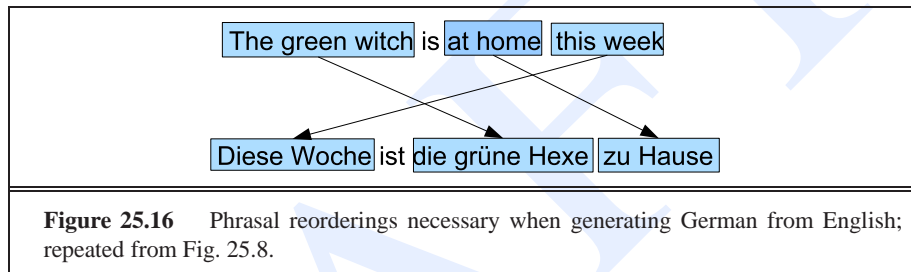 The green witch is at home this week
Diese Woche ist die grüne Hexe zu Hause
Figure 25.16 Phrasal reorderings necessary when generating German from English;
repeated from Fig. 25.8.